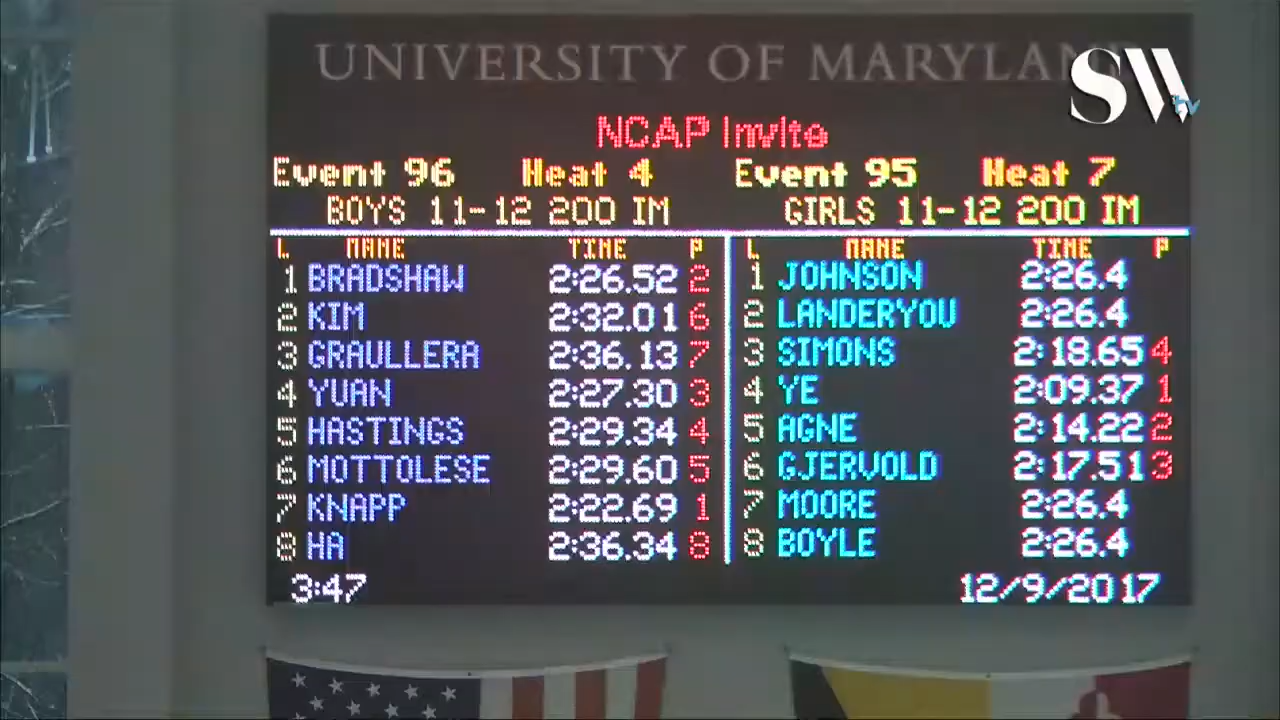 UNIVERSITY OF MARYLAND
SW
tv
NCAP Invite
Event 96 Heat 4 Event 95 Heat 7
BOYS 11-12 200 IM GIRLS 11-12 200 IM
L NAME TIME P L NAME TIME P
1 BRADSHAW 2:26.52 2 1 JOHNSON 2:26.4
2 KIM 2:32.01 6 2 LANDERYOU 2:26.4
3 GRAULLERA 2:36.13 7 3 SIMONS 2:18.65 4
4 YUAN 2:27.30 3 4 YE 2:09.37 1
5 HASTINGS 2:29.34 4 5 AGNE 2:14.22 2
6 MOTTOLESE 2:29.60 5 6 GJERVOLD 2:17.51 3
7 KNAPP 2:22.69 1 7 MOORE 2:26.4
8 HA 2:36.34 8 8 BOYLE 2:26.4
3:47 12/9/2017